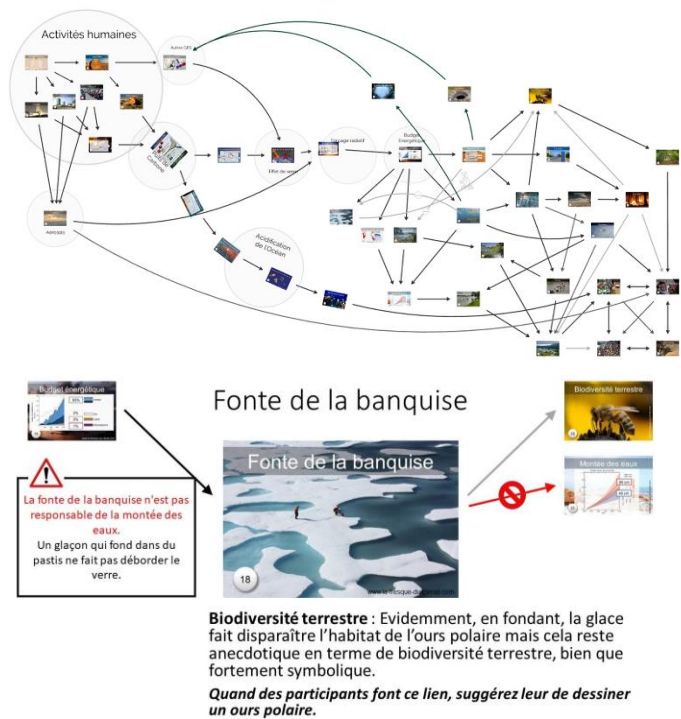 Activités humaines
Autres GES
Budget
Energétique
Forçage radiatif
Effet de serre
Puits de
Carbone
Aérosols
Acidification
de l'Océan
Budget énergétique
Fonte de la banquise
Biodiversité terrestre
Montée des eaux
Fonte de la banquise
18
La fonte de la banquise n'est pas
responsable de la montée des
eaux.
Un glaçon qui fond dans du
pastis ne fait pas déborder le
verre.
Biodiversité terrestre : Evidemment, en fondant, la glace
fait disparaître l'habitat de l'ours polaire mais cela reste
anecdotique en terme de biodiversité terrestre, bien que
fortement symbolique.
Quand des participants font ce lien, suggérez leur de dessiner
un ours polaire.